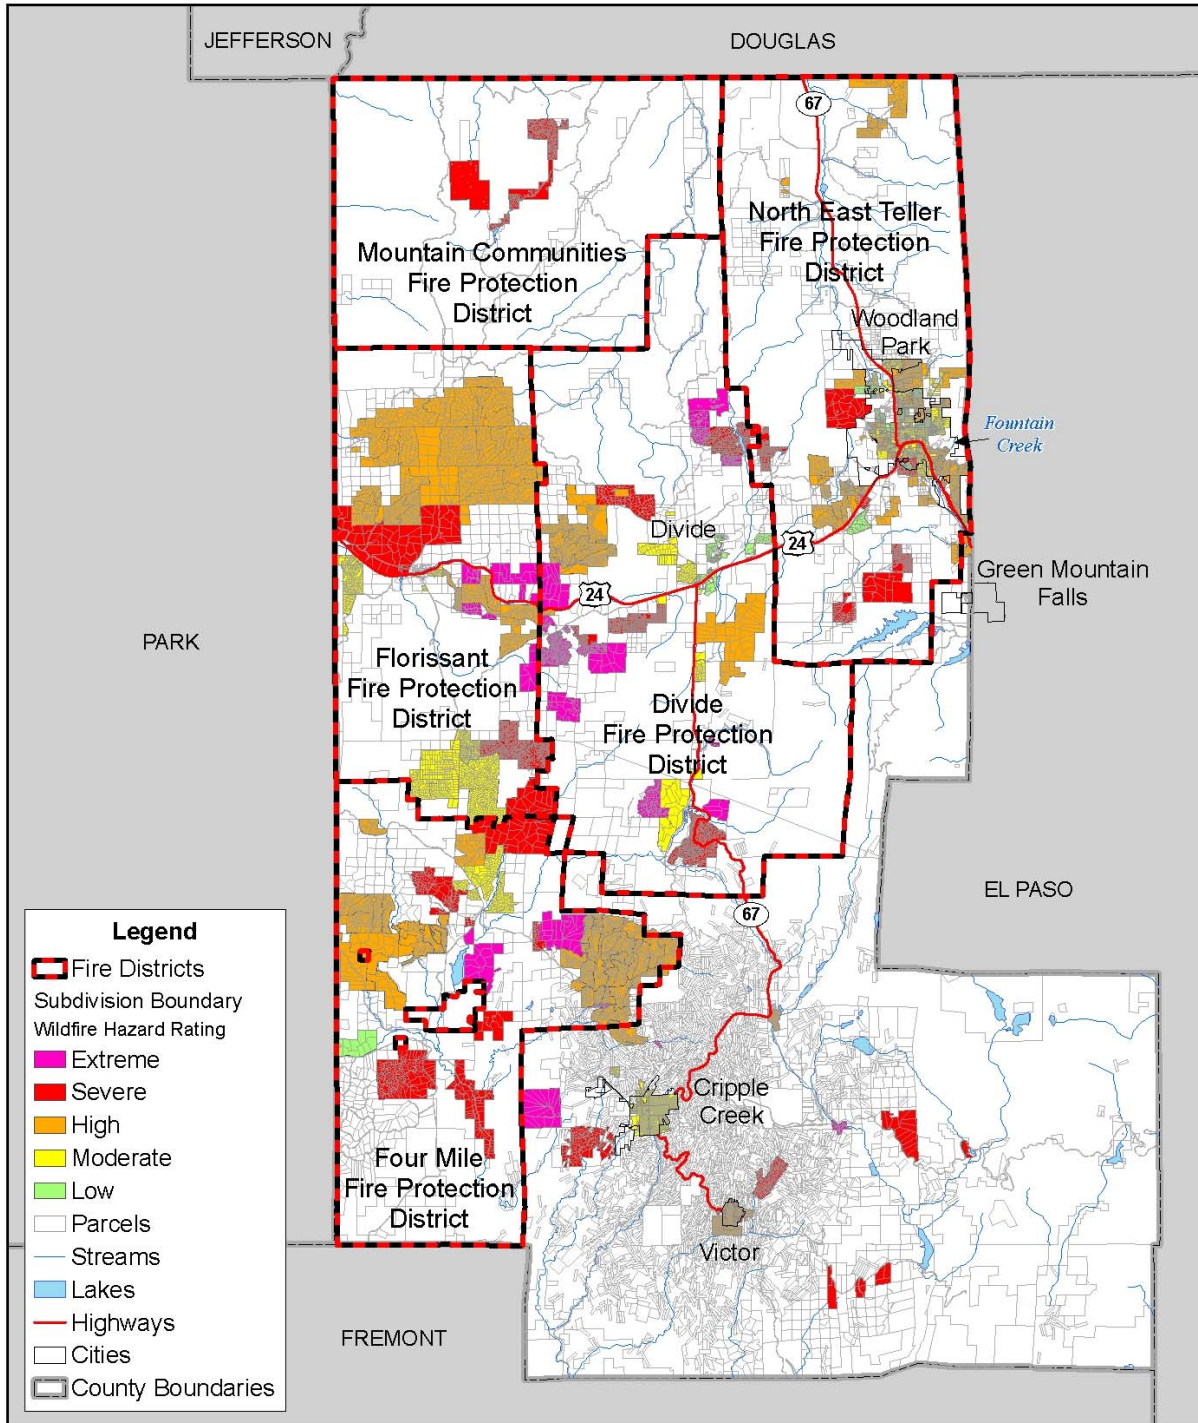 JEFFERSON
DOUGLAS
67
North East Teller
Fire Protection
District
Mountain Communities
Fire Protection
District
Woodland
Park
Fountain
Creek
Divide
24
24
Green Mountain
Falls
PARK
Florissant
Fire Protection
District
Divide
Fire Protection
District
EL PASO
67
Legend
Fire Districts
Subdivision Boundary
Wildfire Hazard Rating
Extreme
Severe
High
Moderate
Low
Parcels
Streams
Lakes
Highways
Cities
County Boundaries
Cripple
Creek
Four Mile
Fire Protection
District
Victor
FREMONT